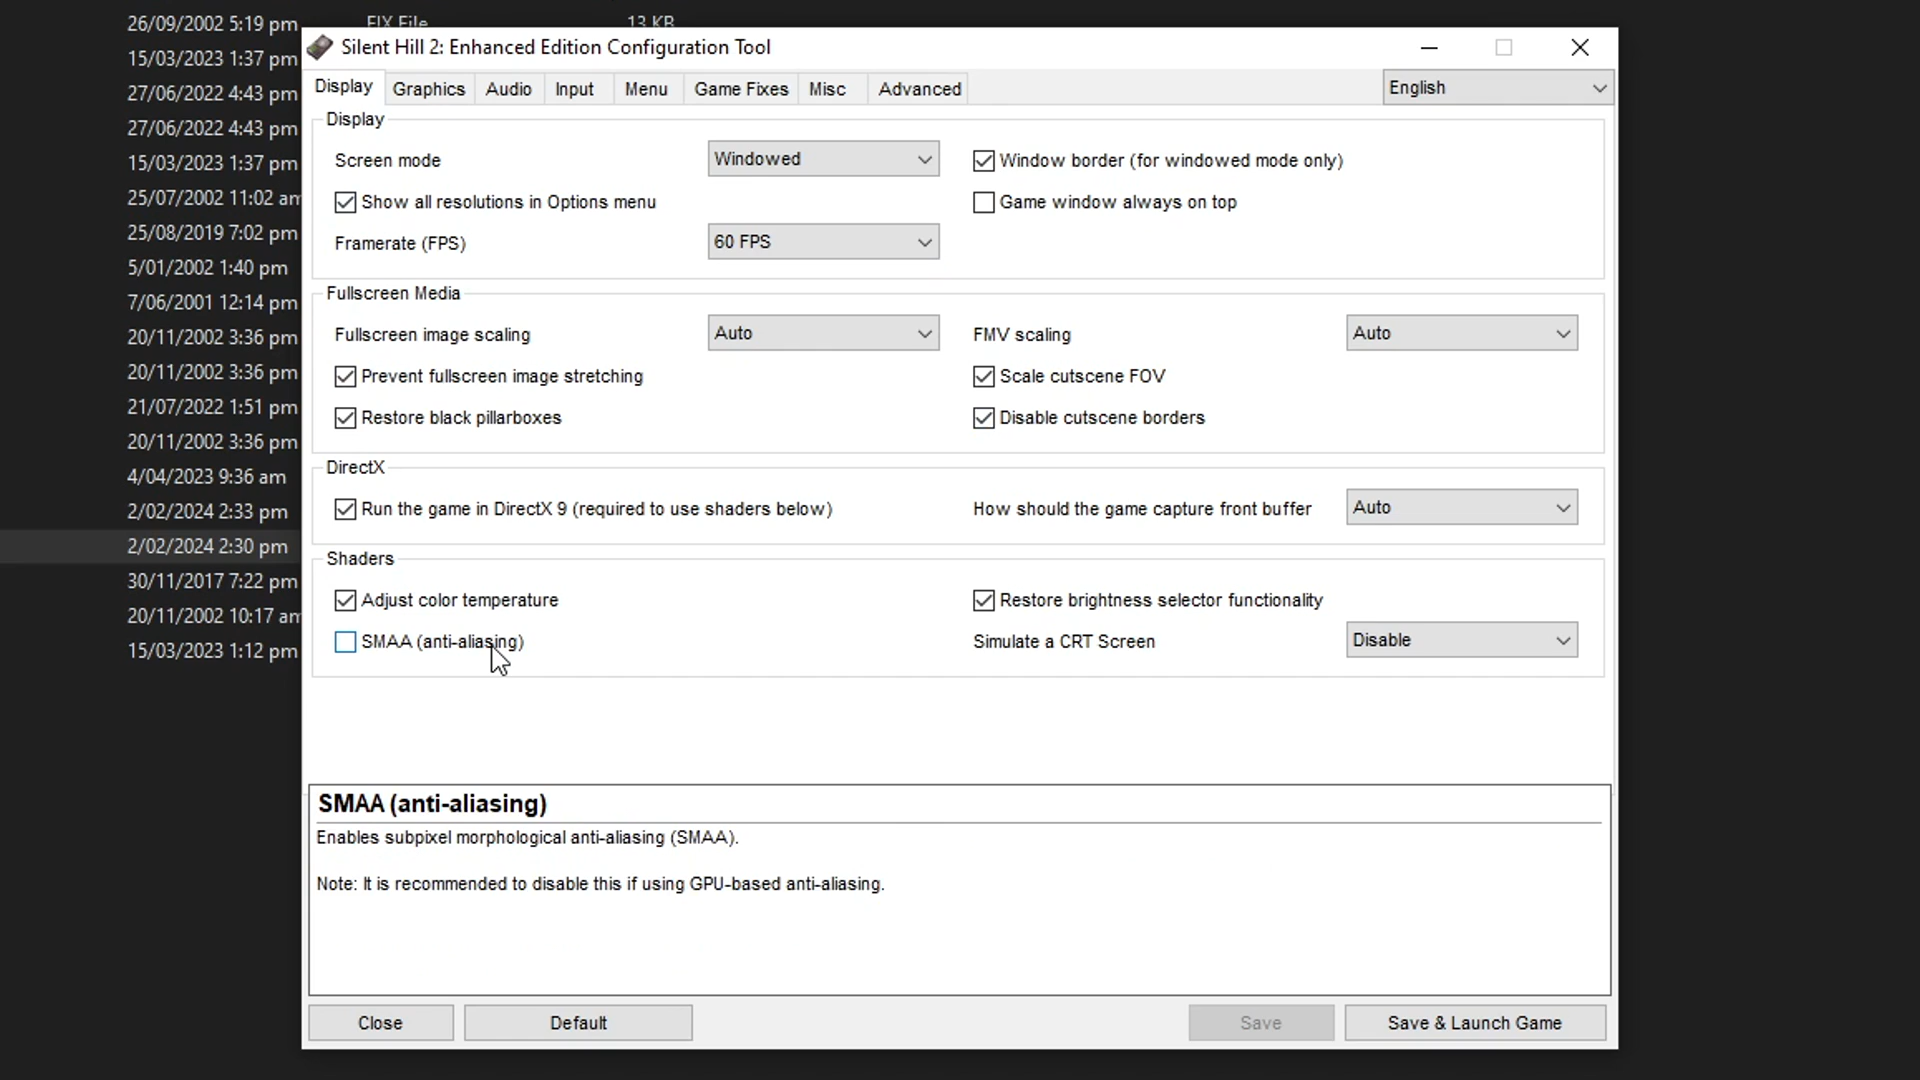 26/09/2002 5:19 pm FIX File 13 KB
15/03/2023 1:37 pm
27/06/2022 4:43 pm
27/06/2022 4:43 pm
15/03/2023 1:37 pm
25/07/2002 11:02 am
25/08/2019 7:02 pm
5/01/2002 1:40 pm
7/06/2001 12:14 pm
20/11/2002 3:36 pm
20/11/2002 3:36 pm
21/07/2022 1:51 pm
20/11/2002 3:36 pm
4/04/2023 9:36 am
2/02/2024 2:33 pm
2/02/2024 2:30 pm
30/11/2017 7:22 pm
20/11/2002 10:17 am
15/03/2023 1:12 pm
Silent Hill 2: Enhanced Edition Configuration Tool
Display Graphics Audio Input Menu Game Fixes Misc Advanced English
Display
Screen mode Windowed Window border (for windowed mode only)
Show all resolutions in Options menu Game window always on top
Framerate (FPS) 60 FPS
Fullscreen Media
Fullscreen image scaling Auto FMV scaling Auto
Prevent fullscreen image stretching Scale cutscene FOV
Restore black pillarboxes Disable cutscene borders
DirectX
Run the game in DirectX 9 (required to use shaders below) How should the game capture front buffer Auto
Shaders
Adjust color temperature Restore brightness selector functionality
SMAA (anti-aliasing) Simulate a CRT Screen Disable
SMAA (anti-aliasing)
Enables subpixel morphological anti-aliasing (SMAA).
Note: It is recommended to disable this if using GPU-based anti-aliasing.
Close Default Save Save & Launch Game